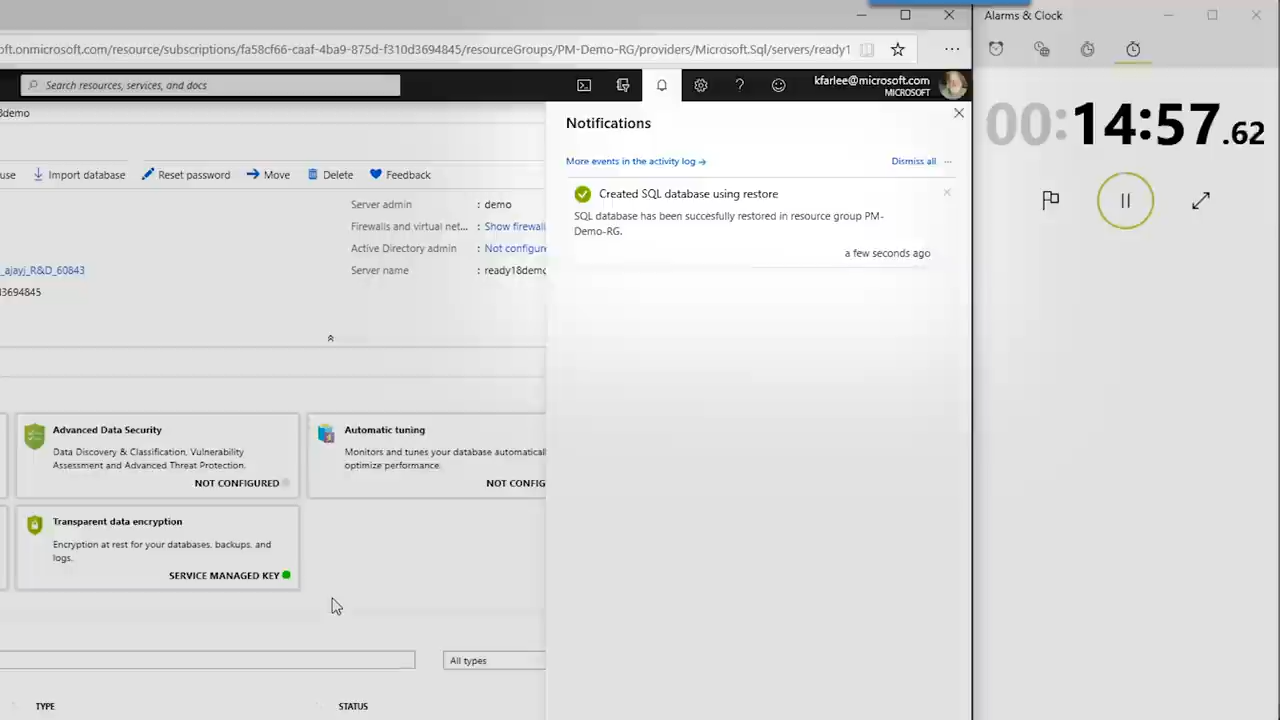 Alarms & Clock
oft.onmicrosoft.com/resource/subscriptions/fa58cf66-caaf-4ba9-875d-f310d3694845/resourceGroups/PM-Demo-RG/providers/Microsoft.Sql/servers/ready1
Search resources, services, and docs
kfarlee@microsoft.com
MICROSOFT
8demo
Notifications
00:14:57.62
More events in the activity log →
Dismiss all ...
use
Import database
Reset password
Move
Delete
Feedback
Created SQL database using restore
SQL database has been succesfully restored in resource group PM-
Demo-RG.
a few seconds ago
Server admin : demo
Firewalls and virtual net... : Show firewall
Active Directory admin : Not configure
Server name : ready18demo
_ajayj_R&D_60843
d3694845
Advanced Data Security
Data Discovery & Classification, Vulnerability
Assessment and Advanced Threat Protection.
NOT CONFIGURED
Automatic tuning
Monitors and tunes your database automatical
optimize performance.
NOT CONFIG
Transparent data encryption
Encryption at rest for your databases, backups, and
logs.
SERVICE MANAGED KEY
All types
TYPE
STATUS